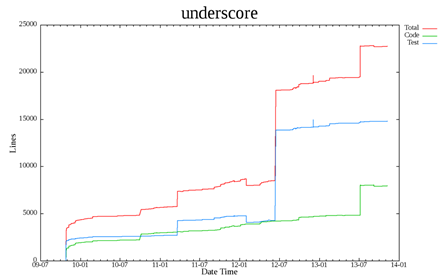 underscore
Total
Code
Test
25000
20000
15000
10000
5000
0
Lines
09-07 10-01 10-07 11-01 11-07 12-01 12-07 13-01 13-07 14-01
Date Time